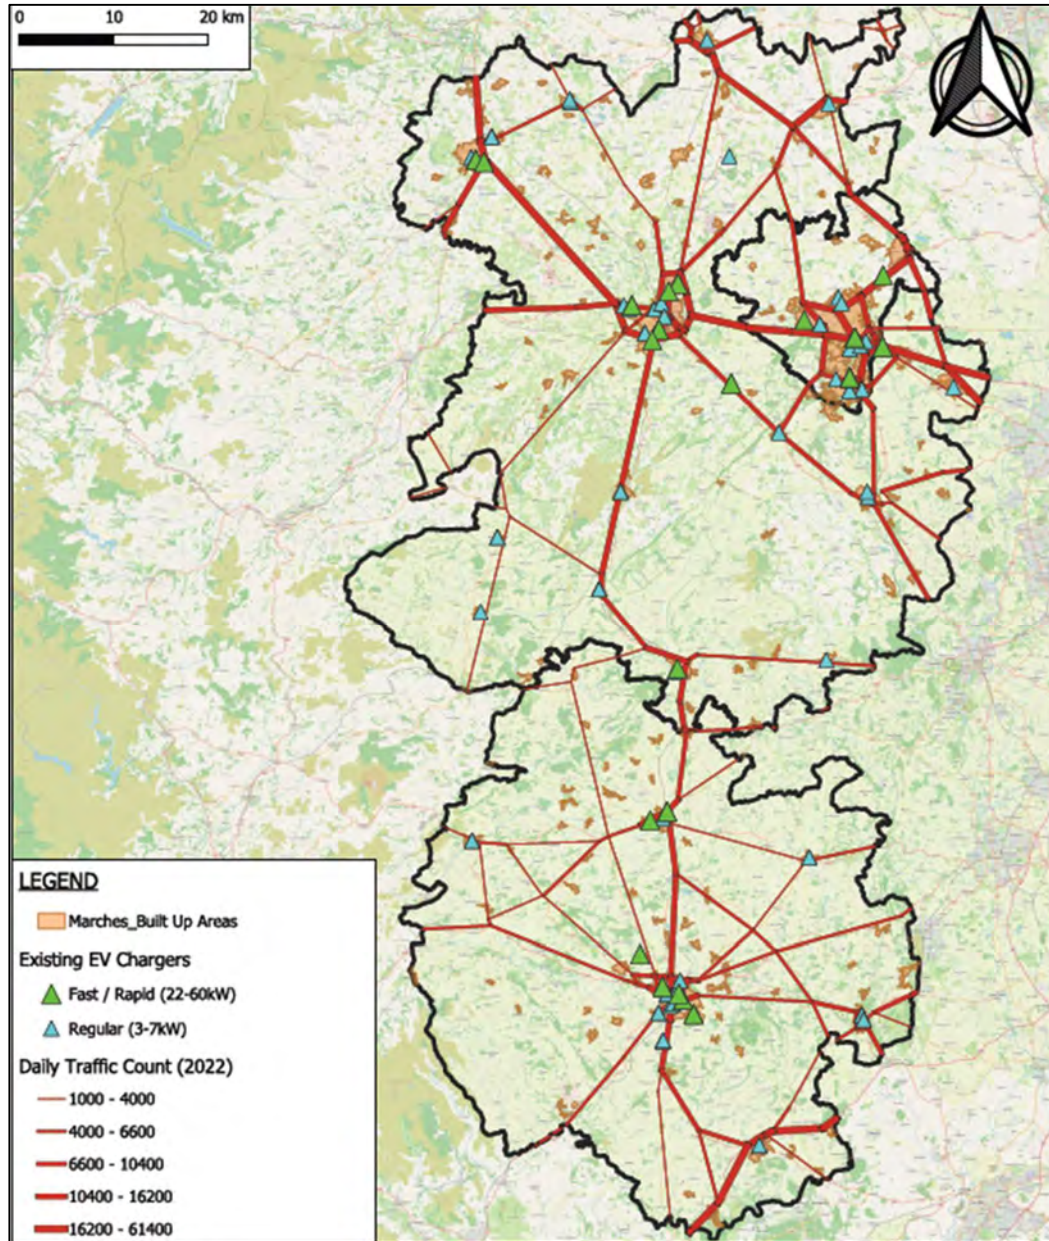 0 10 20 km
LEGEND
Marches_Built Up Areas
Existing EV Chargers
Fast / Rapid (22-60kW)
Regular (3-7kW)
Daily Traffic Count (2022)
1000 - 4000
4000 - 6600
6600 - 10400
10400 - 16200
16200 - 61400